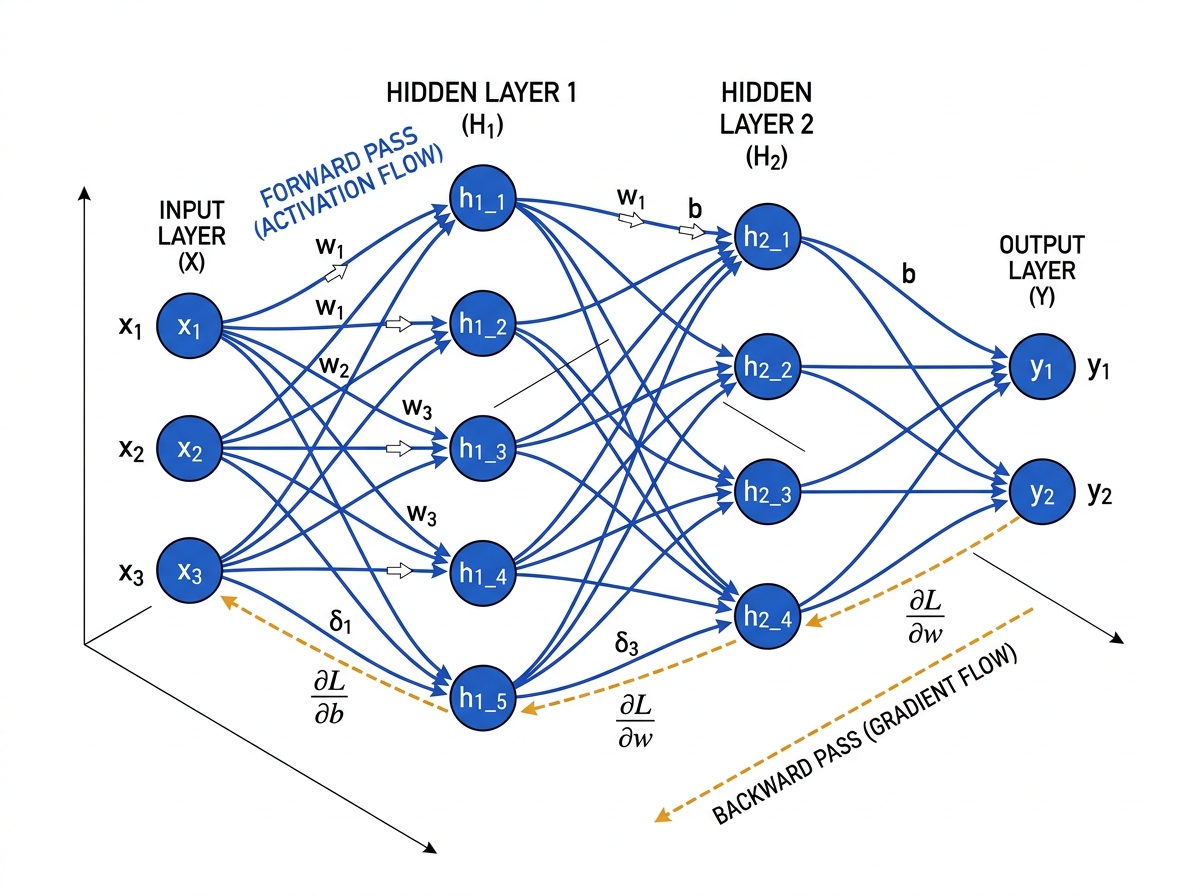 HIDDEN LAYER 1
(H₁)
HIDDEN
LAYER 2
(H₂)
FORWARD PASS
(ACTIVATION FLOW)
INPUT
LAYER
(X)
OUTPUT
LAYER
(Y)
w₁
w₁
w₂
w₃
w₃
w₁
b
b
x₁
x₁
x₂
x₂
x₃
x₃
h₁_₁
h₁_₂
h₁_₃
h₁_₄
h₁_₅
h₂_₁
h₂_₂
h₂_₃
h₂_₄
y₁
y₁
y₂
y₂
δ₁
δ₃
∂L
∂b
∂L
∂w
∂L
∂w
BACKWARD PASS (GRADIENT FLOW)